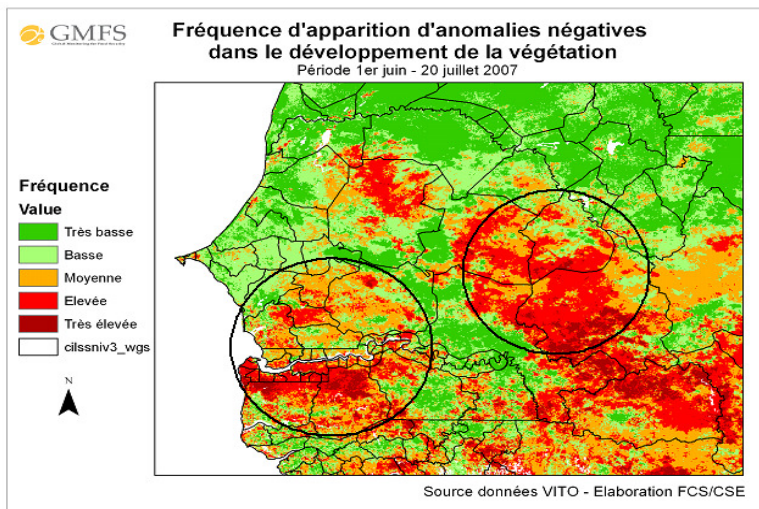 GMFS
Fréquence d'apparition d'anomalies négatives
dans le développement de la végétation
Période 1er juin - 20 juillet 2007
Fréquence
Value
Très basse
Basse
Moyenne
Elevée
Très élevée
cilssniv3_wgs
N
Source données VITO - Elaboration FCS/CSE